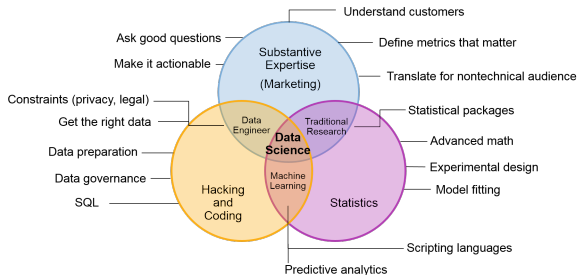 Understand customers
Ask good questions
Define metrics that matter
Substantive
Expertise
(Marketing)
Make it actionable
Translate for nontechnical audience
Constraints (privacy, legal)
Statistical packages
Get the right data
Data
Engineer
Traditional
Research
Data
Science
Advanced math
Data preparation
Experimental design
Machine
Learning
Data governance
Model fitting
Hacking
and
Coding
Statistics
SQL
Scripting languages
Predictive analytics